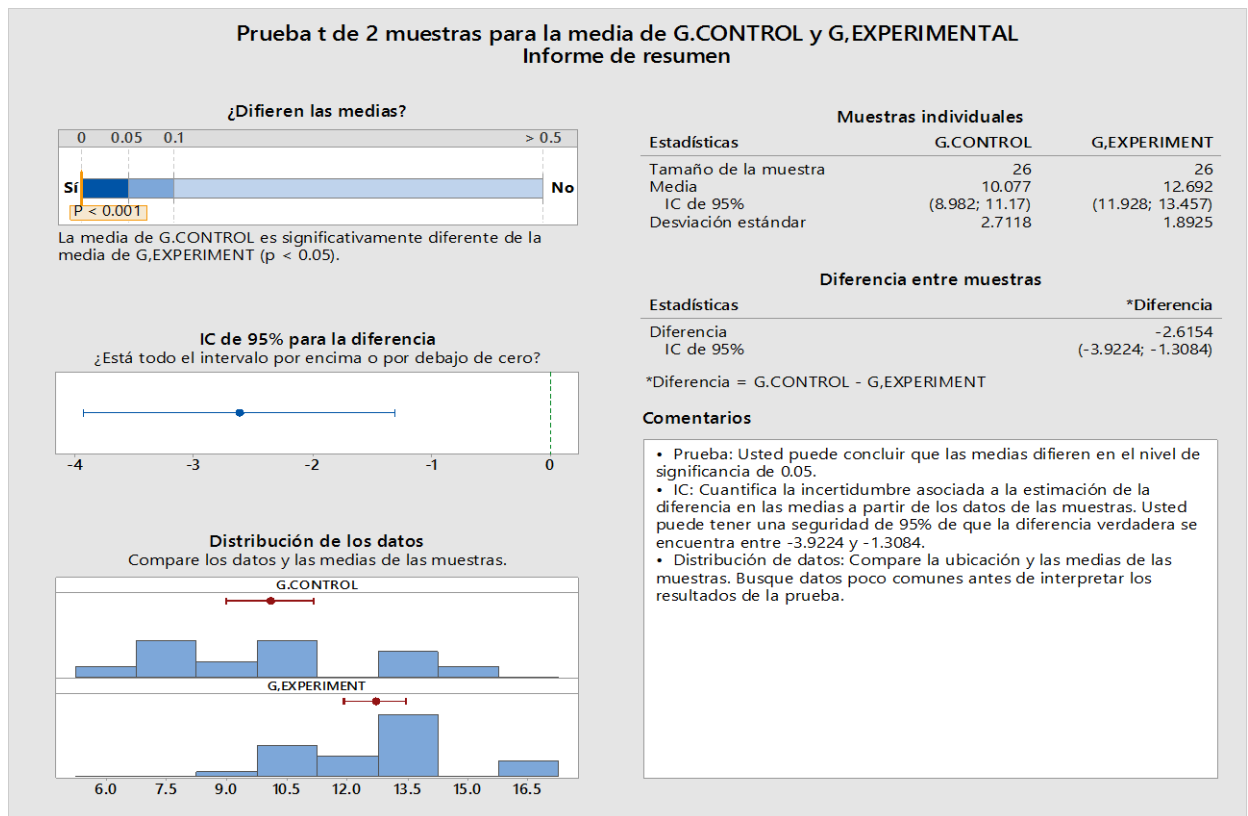 Prueba t de 2 muestras para la media de G.CONTROL y G,EXPERIMENTAL
Informe de resumen
¿Difieren las medias?
0 0.05 0.1 > 0.5
Sí No
P < 0.001
La media de G.CONTROL es significativamente diferente de la
media de G,EXPERIMENT (p < 0.05).
IC de 95% para la diferencia
¿Está todo el intervalo por encima o por debajo de cero?
-4 -3 -2 -1 0
Distribución de los datos
Compare los datos y las medias de las muestras.
G.CONTROL
G,EXPERIMENT
6.0 7.5 9.0 10.5 12.0 13.5 15.0 16.5
Muestras individuales
Estadísticas G.CONTROL G,EXPERIMENT
Tamaño de la muestra 26 26
Media 10.077 12.692
IC de 95% (8.982; 11.17) (11.928; 13.457)
Desviación estándar 2.7118 1.8925
Diferencia entre muestras
Estadísticas *Diferencia
Diferencia -2.6154
IC de 95% (-3.9224; -1.3084)
*Diferencia = G.CONTROL - G,EXPERIMENT
Comentarios
• Prueba: Usted puede concluir que las medias difieren en el nivel de
significancia de 0.05.
• IC: Cuantifica la incertidumbre asociada a la estimación de la
diferencia en las medias a partir de los datos de las muestras. Usted
puede tener una seguridad de 95% de que la diferencia verdadera se
encuentra entre -3.9224 y -1.3084.
• Distribución de datos: Compare la ubicación y las medias de las
muestras. Busque datos poco comunes antes de interpretar los
resultados de la prueba.